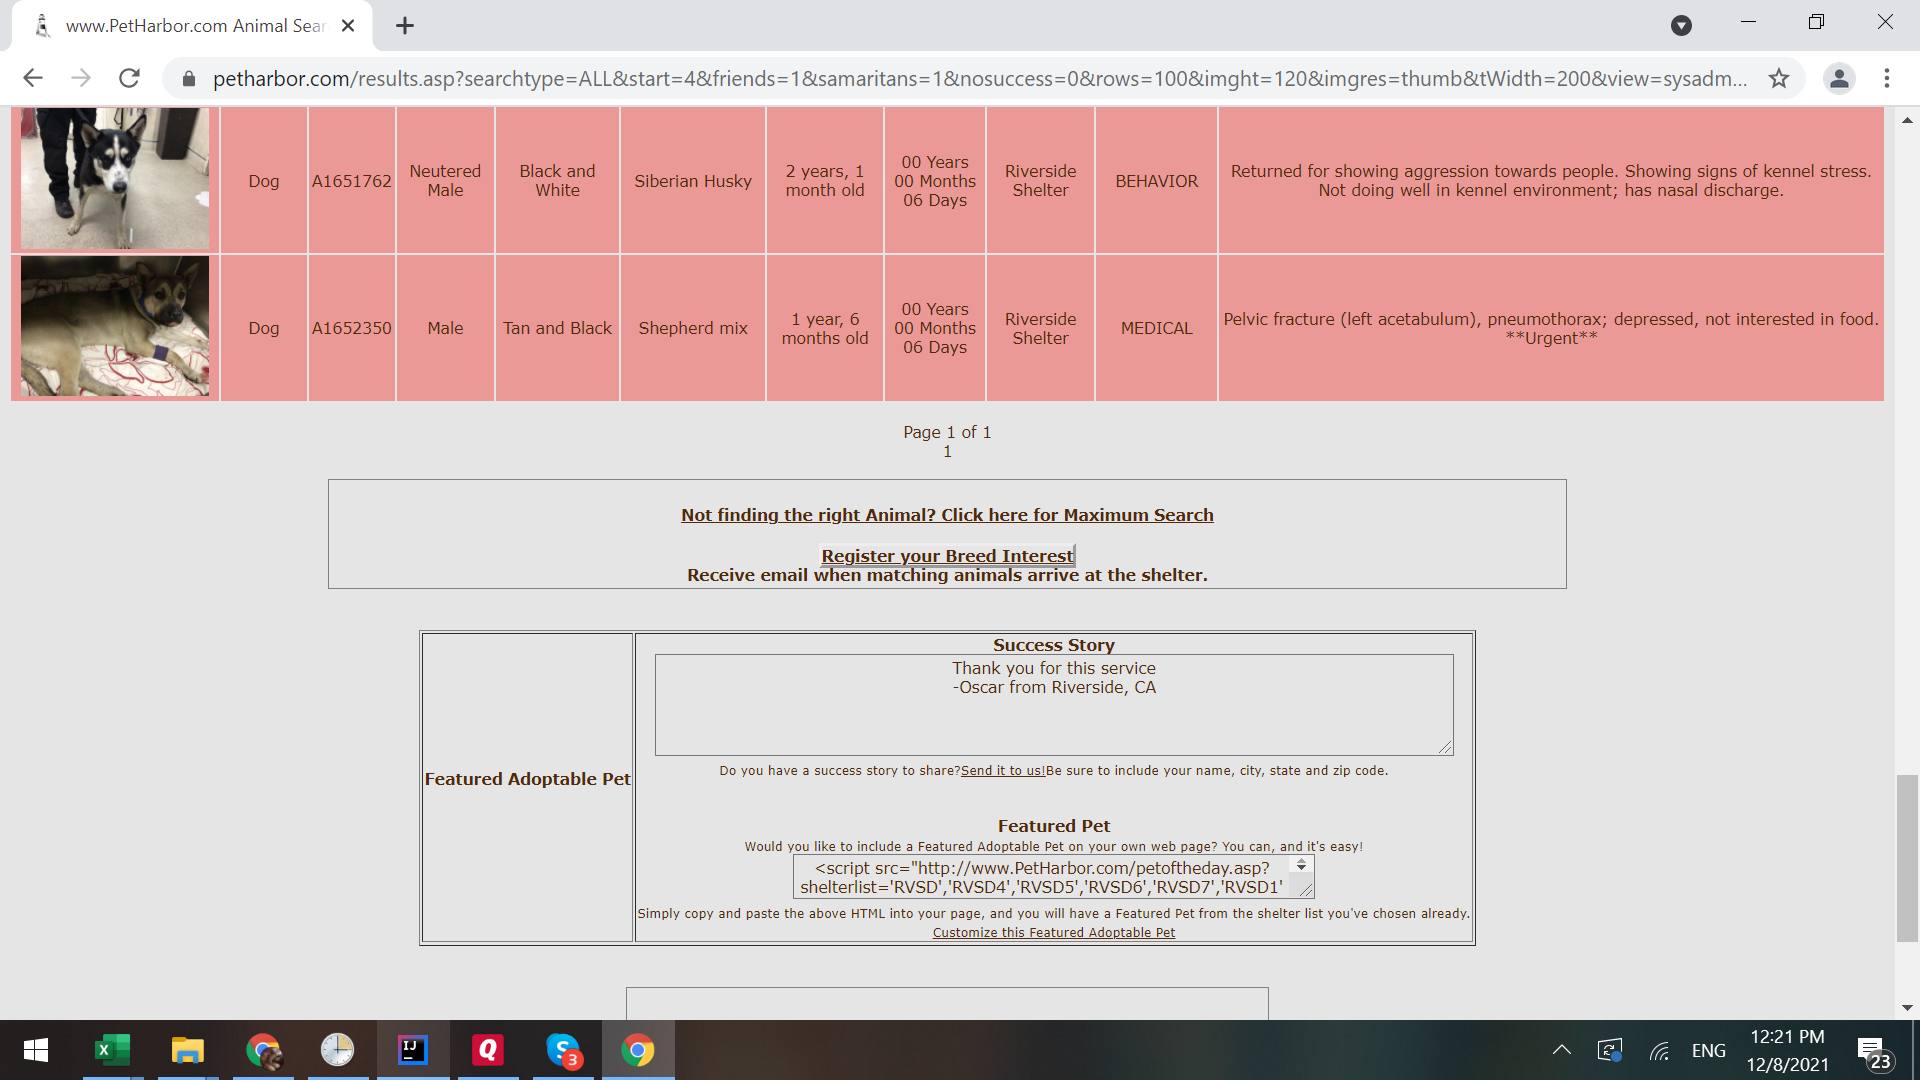 www.PetHarbor.com Animal Sear
petharbor.com/results.asp?searchtype=ALL&start=4&friends=1&samaritans=1&nosuccess=0&rows=100&imght=120&imgres=thumb&tWidth=200&view=sysadm...
Dog
A1651762
Neutered
Male
Black and
White
Siberian Husky
2 years, 1
month old
00 Years
00 Months
06 Days
Riverside
Shelter
BEHAVIOR
Returned for showing aggression towards people. Showing signs of kennel stress.
Not doing well in kennel environment; has nasal discharge.
Dog
A1652350
Male
Tan and Black
Shepherd mix
1 year, 6
months old
00 Years
00 Months
06 Days
Riverside
Shelter
MEDICAL
Pelvic fracture (left acetabulum), pneumothorax; depressed, not interested in food.
**Urgent**
Page 1 of 1
1
Not finding the right Animal? Click here for Maximum Search
Register your Breed Interest
Receive email when matching animals arrive at the shelter.
Featured Adoptable Pet
Success Story
Thank you for this service
-Oscar from Riverside, CA
Do you have a success story to share?Send it to us!Be sure to include your name, city, state and zip code.
Featured Pet
Would you like to include a Featured Adoptable Pet on your own web page? You can, and it's easy!
<script src="http://www.PetHarbor.com/petoftheday.asp?
shelterlist='RVSD','RVSD4','RVSD5','RVSD6','RVSD7','RVSD1'
Simply copy and paste the above HTML into your page, and you will have a Featured Pet from the shelter list you've chosen already.
Customize this Featured Adoptable Pet
X
IJ
Q
S
3
ENG
12:21 PM
12/8/2021
23